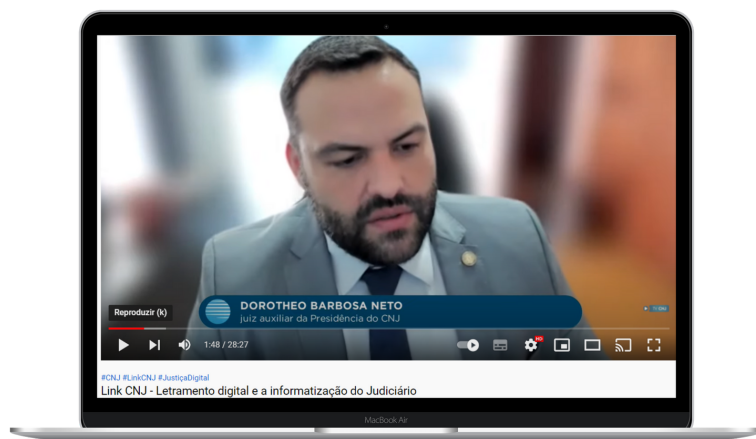 DOROTHEO BARBOSA NETO
juiz auxiliar da Presidência do CNJ
Reproduzir (k)
1:48 / 28:27
HD
#CNJ #LinkCNJ #JustiçaDigital
Link CNJ - Letramento digital e a informatização do Judiciário
MacBook Air